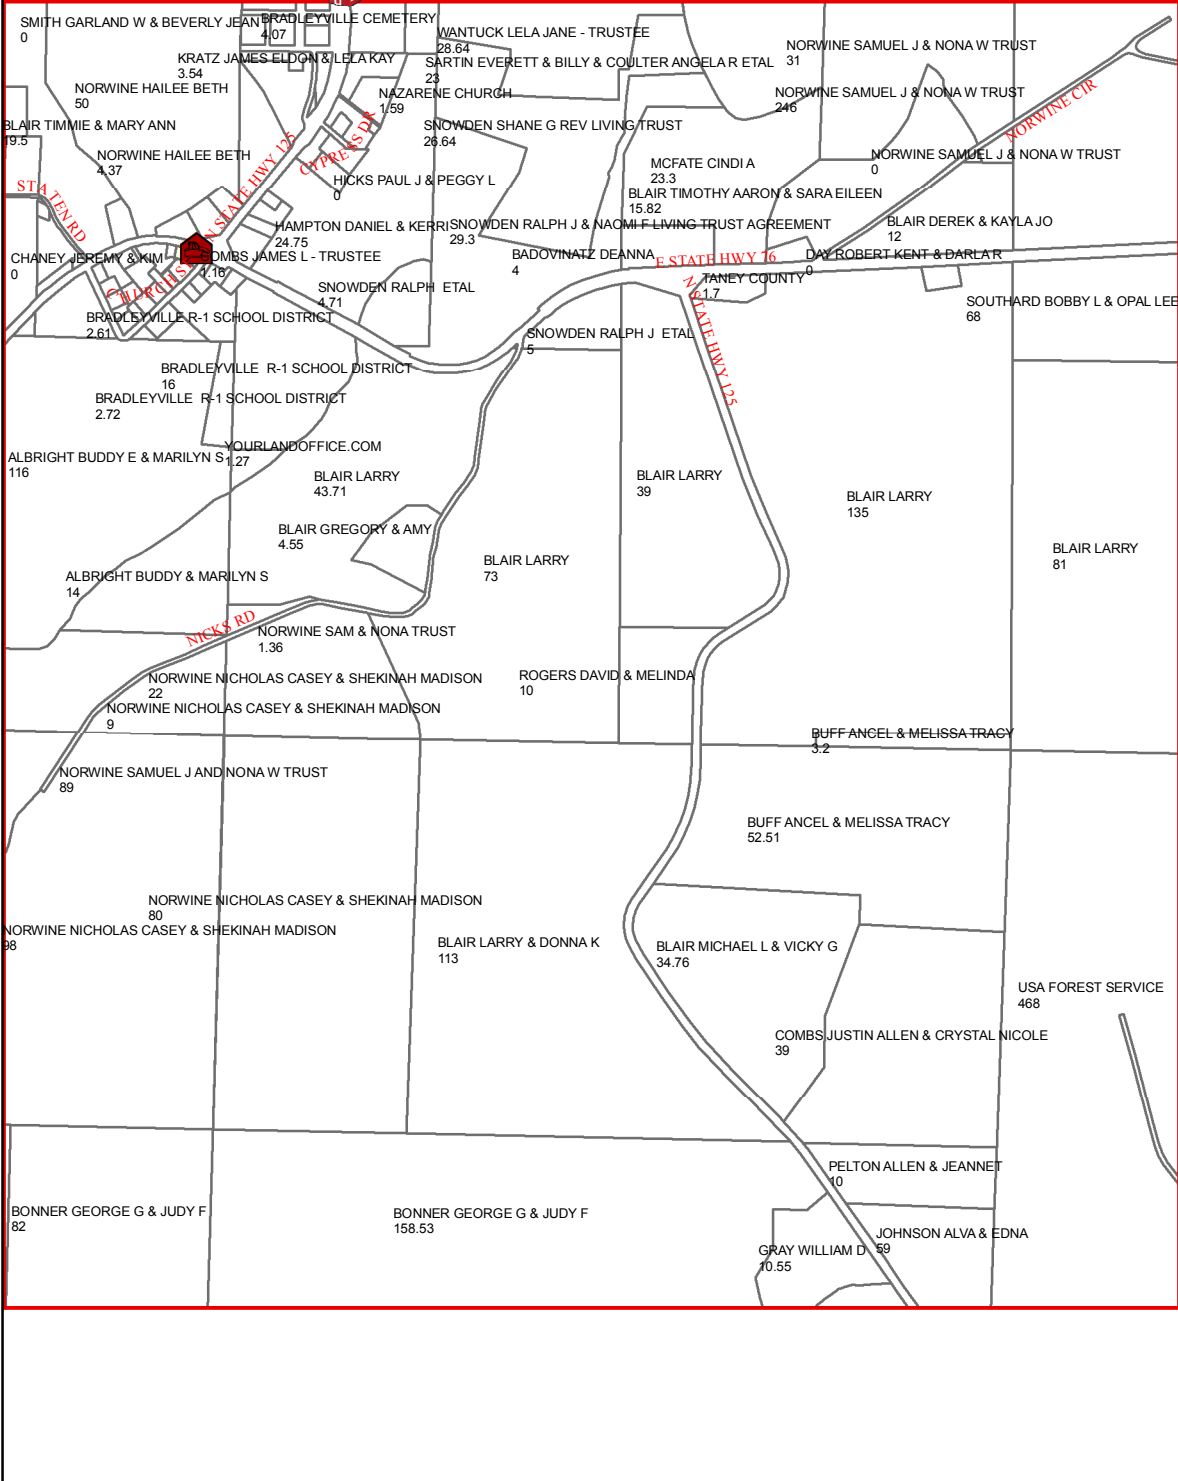 SMITH GARLAND W & BEVERLY JEAN
0
BRADLEYVILLE CEMETERY
4.07
WANTUCK LELA JANE - TRUSTEE
28.64
NORWINE SAMUEL J & NONA W TRUST
31
KRATZ JAMES ELDON & LELA KAY
3.54
SARTIN EVERETT & BILLY & COULTER ANGELA R ETAL
23
NORWINE HAILEE BETH
50
NAZARENE CHURCH
1.59
NORWINE SAMUEL J & NONA W TRUST
246
NORWINE CIR
BLAIR TIMMIE & MARY ANN
19.5
SNOWDEN SHANE G REV LIVING TRUST
26.64
N STATE HWY 125
CYPRESS DR
NORWINE HAILEE BETH
4.37
MCFATE CINDI A
23.3
NORWINE SAMUEL J & NONA W TRUST
0
HICKS PAUL J & PEGGY L
0
STATEN RD
BLAIR TIMOTHY AARON & SARA EILEEN
15.82
HAMPTON DANIEL & KERRI
24.75
SNOWDEN RALPH J & NAOMI F LIVING TRUST AGREEMENT
29.3
BLAIR DEREK & KAYLA JO
12
CHANEY JEREMY & KIM
0
COMBS JAMES L - TRUSTEE
1.16
BADOVINATZ DEANNA
4
E STATE HWY 76
DAY ROBERT KENT & DARLA R
0
CHURCH ST
SNOWDEN RALPH ETAL
4.71
TANEY COUNTY
1.7
SOUTHARD BOBBY L & OPAL LEE
68
BRADLEYVILLE R-1 SCHOOL DISTRICT
2.61
SNOWDEN RALPH J ETAL
5
N STATE HWY 125
BRADLEYVILLE R-1 SCHOOL DISTRICT
16
BRADLEYVILLE R-1 SCHOOL DISTRICT
2.72
ALBRIGHT BUDDY E & MARILYN S
116
YOURLANDOFFICE.COM
1.27
BLAIR LARRY
43.71
BLAIR LARRY
39
BLAIR LARRY
135
BLAIR GREGORY & AMY
4.55
BLAIR LARRY
73
BLAIR LARRY
81
ALBRIGHT BUDDY & MARILYN S
14
NICKS RD
NORWINE SAM & NONA TRUST
1.36
NORWINE NICHOLAS CASEY & SHEKINAH MADISON
22
ROGERS DAVID & MELINDA
10
NORWINE NICHOLAS CASEY & SHEKINAH MADISON
9
BUFF ANCEL & MELISSA TRACY
3.2
NORWINE SAMUEL J AND NONA W TRUST
89
BUFF ANCEL & MELISSA TRACY
52.51
NORWINE NICHOLAS CASEY & SHEKINAH MADISON
80
NORWINE NICHOLAS CASEY & SHEKINAH MADISON
98
BLAIR LARRY & DONNA K
113
BLAIR MICHAEL L & VICKY G
34.76
USA FOREST SERVICE
468
COMBS JUSTIN ALLEN & CRYSTAL NICOLE
39
PELTON ALLEN & JEANNET
10
BONNER GEORGE G & JUDY F
82
BONNER GEORGE G & JUDY F
158.53
JOHNSON ALVA & EDNA
59
GRAY WILLIAM D
10.55